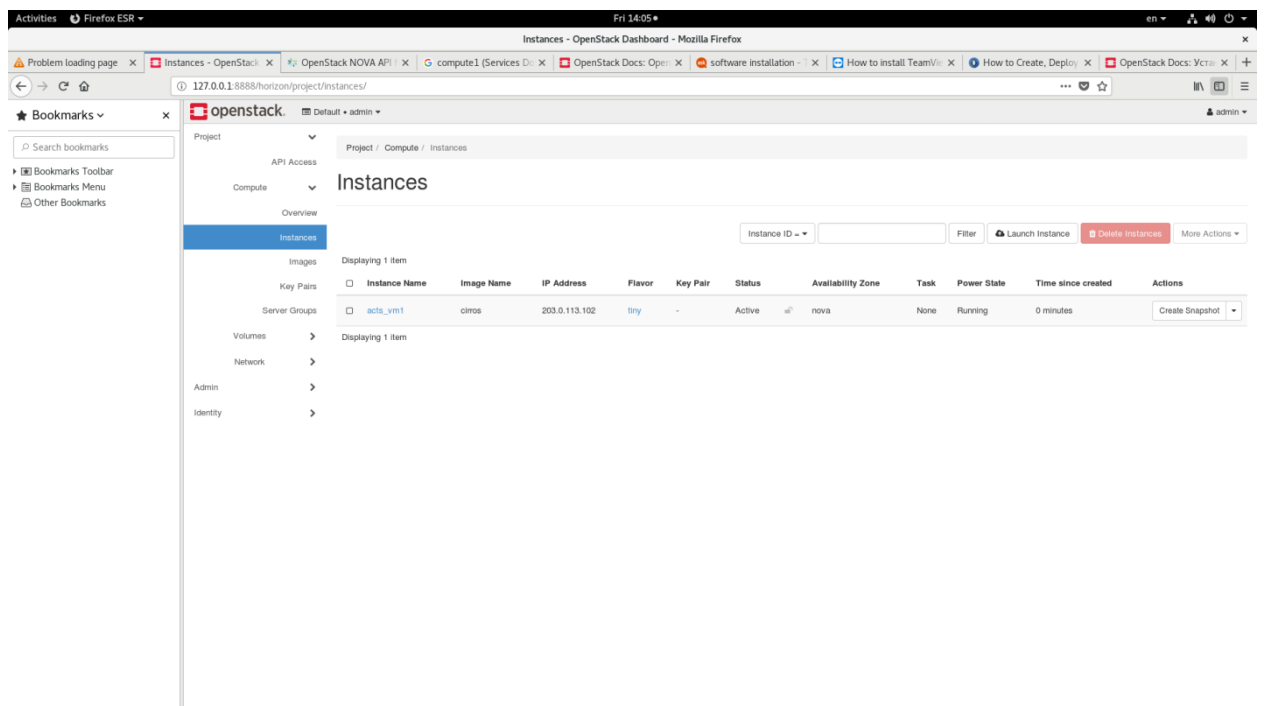 Activities Firefox ESR Fri 14:05 en
Instances - OpenStack Dashboard - Mozilla Firefox
Problem loading page Instances - OpenStack OpenStack NOVA API compute1 (Services D OpenStack Docs: Open software installation - How to install TeamVie How to Create, Deploy OpenStack Docs: Уста
127.0.0.1:8888/horizon/project/instances/
Bookmarks openstack. Default • admin admin
Search bookmarks
Bookmarks Toolbar
Bookmarks Menu
Other Bookmarks
Project
API Access
Compute
Overview
Instances
Images
Key Pairs
Server Groups
Volumes
Network
Admin
Identity
Project / Compute / Instances
Instances
Instance ID = Filter Launch Instance Delete Instances More Actions
Displaying 1 item
Instance Name Image Name IP Address Flavor Key Pair Status Availability Zone Task Power State Time since created Actions
acts_vm1 cirros 203.0.113.102 tiny - Active nova None Running 0 minutes Create Snapshot
Displaying 1 item